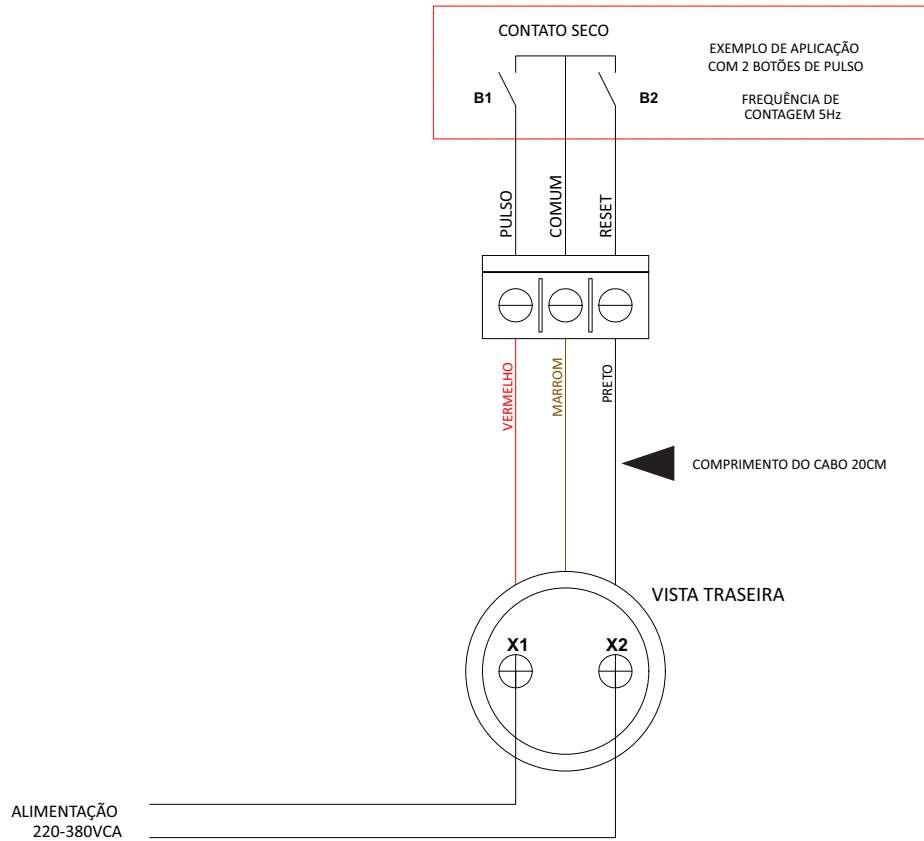 CONTATO SECO
EXEMPLO DE APLICAÇÃO
COM 2 BOTÕES DE PULSO
B1
B2
FREQUÊNCIA DE
CONTAGEM 5Hz
PULSO
COMUM
RESET
VERMELHO
MARROM
PRETO
COMPRIMENTO DO CABO 20CM
VISTA TRASEIRA
X1
X2
ALIMENTAÇÃO
220-380VCA